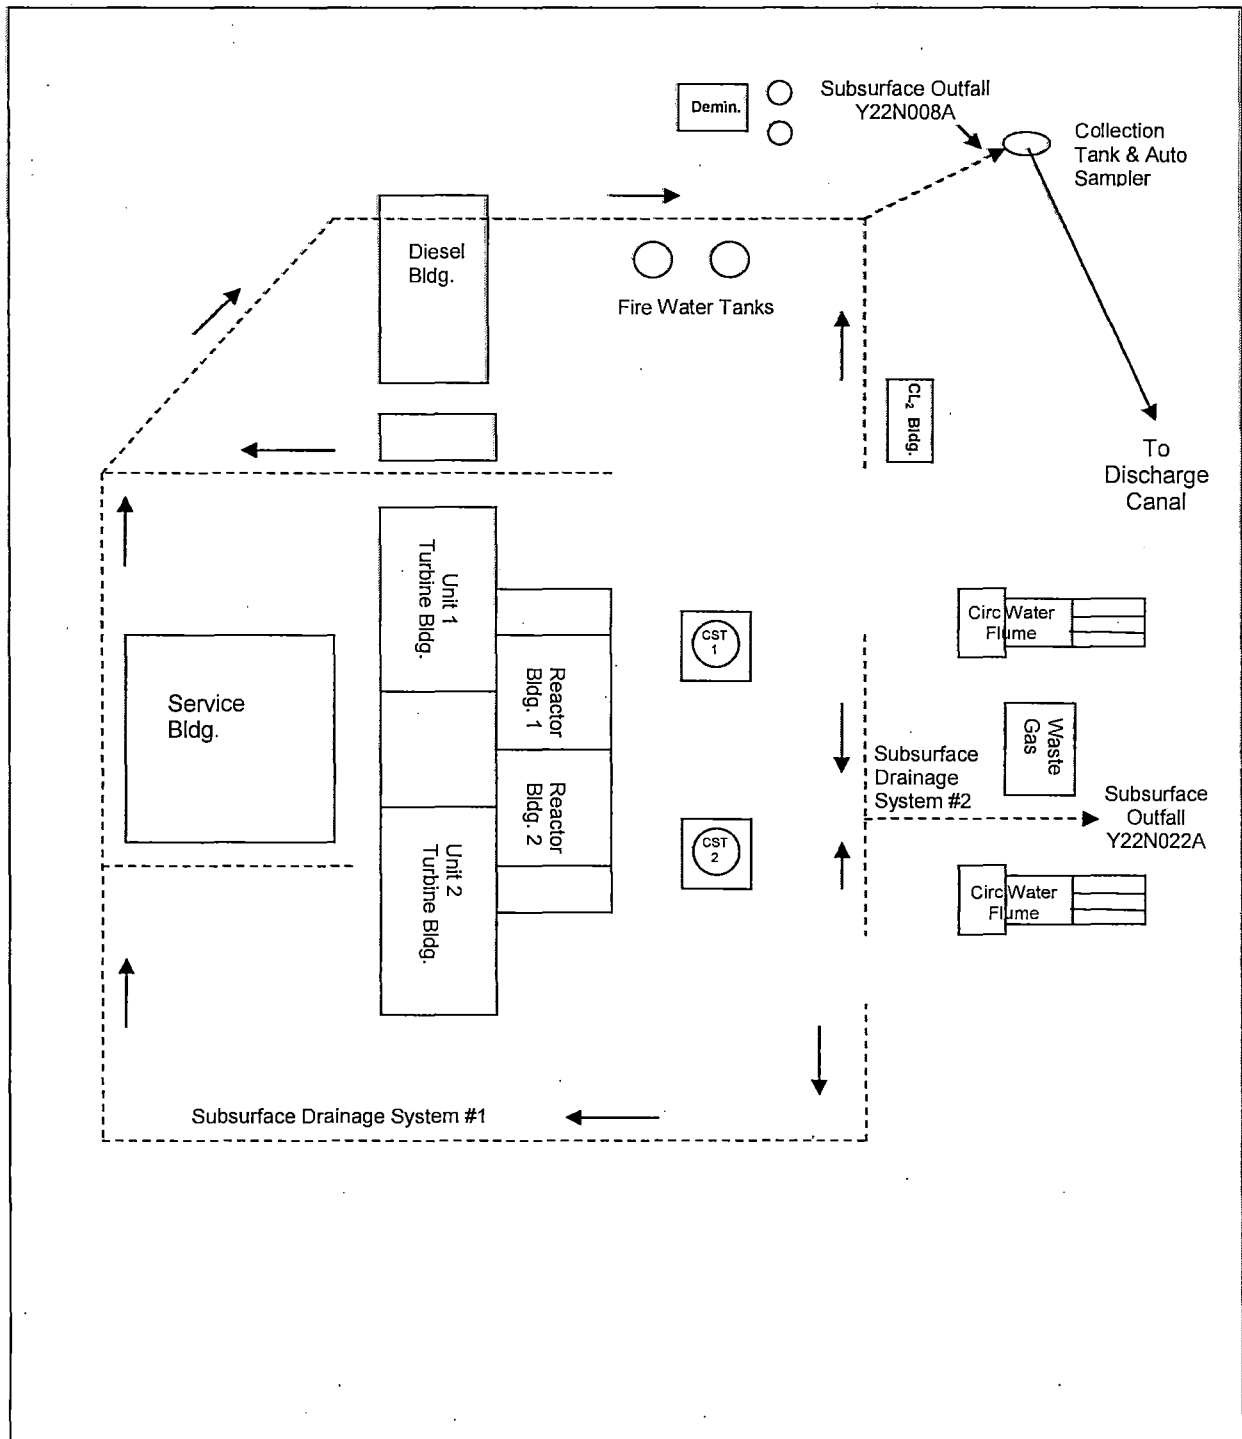 Demin.
Subsurface Outfall
Y22N008A
Collection
Tank & Auto
Sampler
Diesel
Bldg.
Fire Water Tanks
CL₂ Bldg.
To
Discharge
Canal
Unit 1
Turbine Bldg.
Circ Water
Flume
CST
1
Reactor
Bldg. 1
Service
Bldg.
Waste
Gas
Subsurface
Drainage
System #2
Subsurface
Outfall
Y22N022A
Reactor
Bldg. 2
CST
2
Unit 2
Turbine Bldg.
Circ Water
Flume
Subsurface Drainage System #1